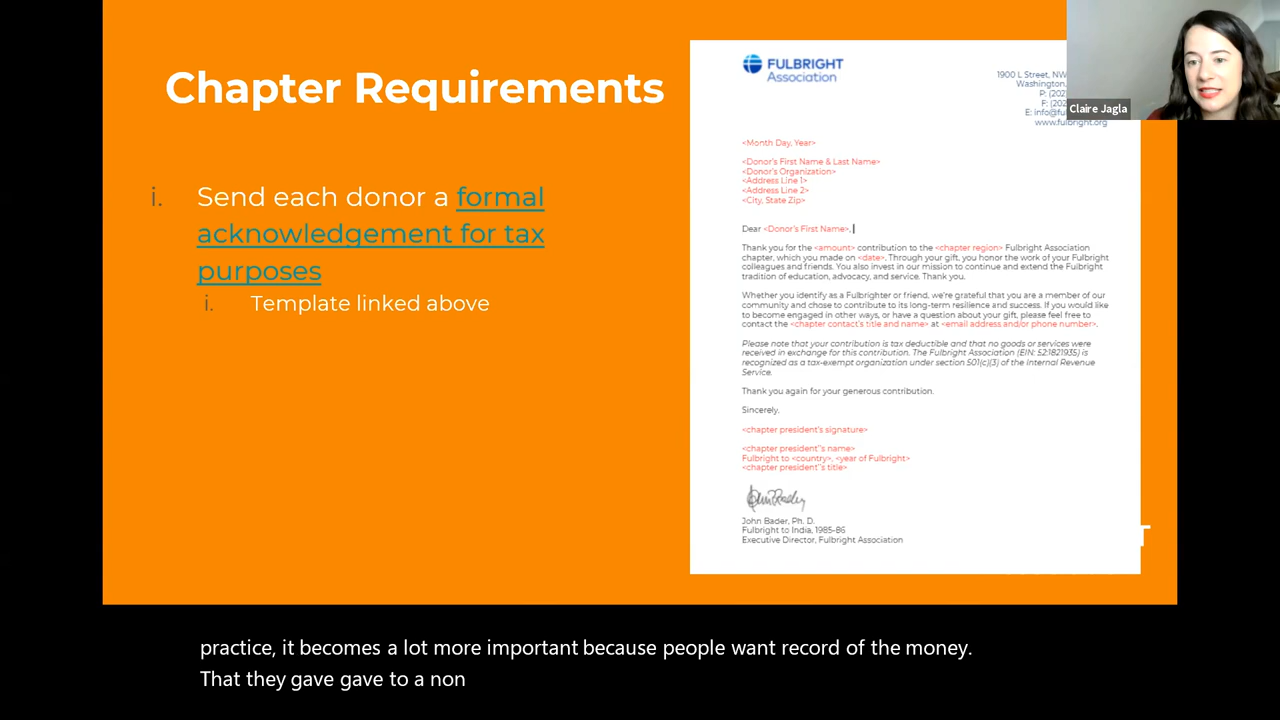 Chapter Requirements
i. Send each donor a formal
acknowledgement for tax
purposes
i. Template linked above
FULBRIGHT
Association
1900 L Street, NW
Washington,
P: (202
F: (202
E: info@fu
www.fulbright.org
<Month Day, Year>
<Donor's First Name & Last Name>
<Donor's Organization>
<Address Line 1>
<Address Line 2>
<City, State Zip>
Dear <Donor's First Name>,
Thank you for the <amount> contribution to the <chapter region> Fulbright Association
chapter, which you made on <date>. Through your gift, you honor the work of your Fulbright
colleagues and friends. You also invest in our mission to continue and extend the Fulbright
tradition of education, advocacy, and service. Thank you.
Whether you identify as a Fulbrighter or friend, we're grateful that you are a member of our
community and chose to contribute to its long-term resilience and success. If you would like
to become engaged in other ways, or have a question about your gift, please feel free to
contact the <chapter contact's title and name> at <email address and/or phone number>.
Please note that your contribution is tax deductible and that no goods or services were
received in exchange for this contribution. The Fulbright Association (EIN: 52:1821935) is
recognized as a tax-exempt organization under section 501(c)(3) of the Internal Revenue
Service.
Thank you again for your generous contribution.
Sincerely,
<chapter president's signature>
<chapter president''s name>
Fulbright to <country>, <year of Fulbright>
<chapter president''s title>
John Bader, Ph. D.
Fulbright to India, 1985-86
Executive Director, Fulbright Association
T
Claire Jagla
practice, it becomes a lot more important because people want record of the money.
That they gave gave to a non